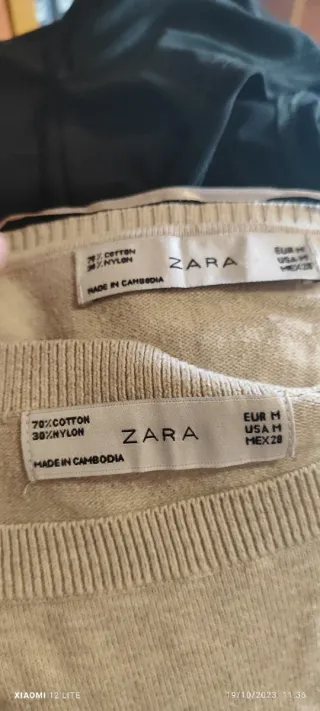 70% COTTON
30% NYLON
ZARA
EUR M
USA M
MEX 28
MADE IN CAMBODIA
70% COTTON
30% NYLON
ZARA
EUR M
USA M
MEX 28
MADE IN CAMBODIA
XIAOMI 12 LITE
19/10/2023 11:35